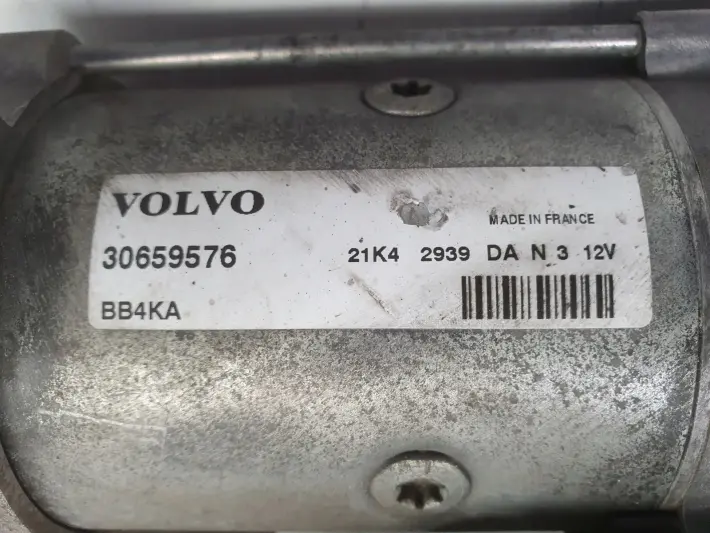 VOLVO
MADE IN FRANCE
30659576 21K4 2939 DA N 3 12V
BB4KA